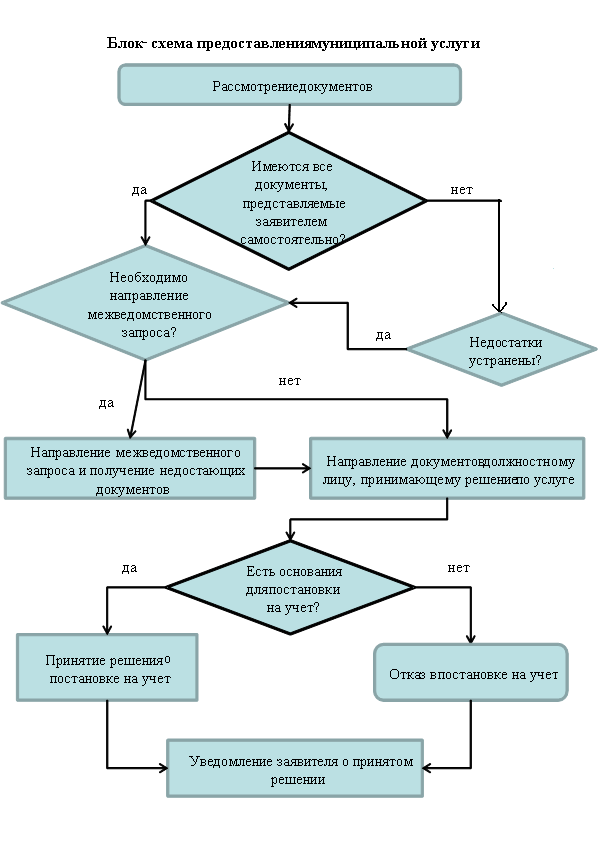 Блок- схема предоставлениямуниципальной услуги
Рассмотрениедокументов
Имеются все
документы,
представляемые
заявителем
самостоятельно?
да
нет
Необходимо
направление
межведомственного
запроса?
да
Недостатки
устранены?
нет
да
Направление межведомственного
запроса и получение недостающих
документов
Направление документовдолжностному
лицу, принимающему решениепо услуге
Есть основания
дляпостановки
на учет?
да
нет
Принятие решенияо
постановке на учет
Отказ впостановке на учет
Уведомление заявителя о принятом
решении